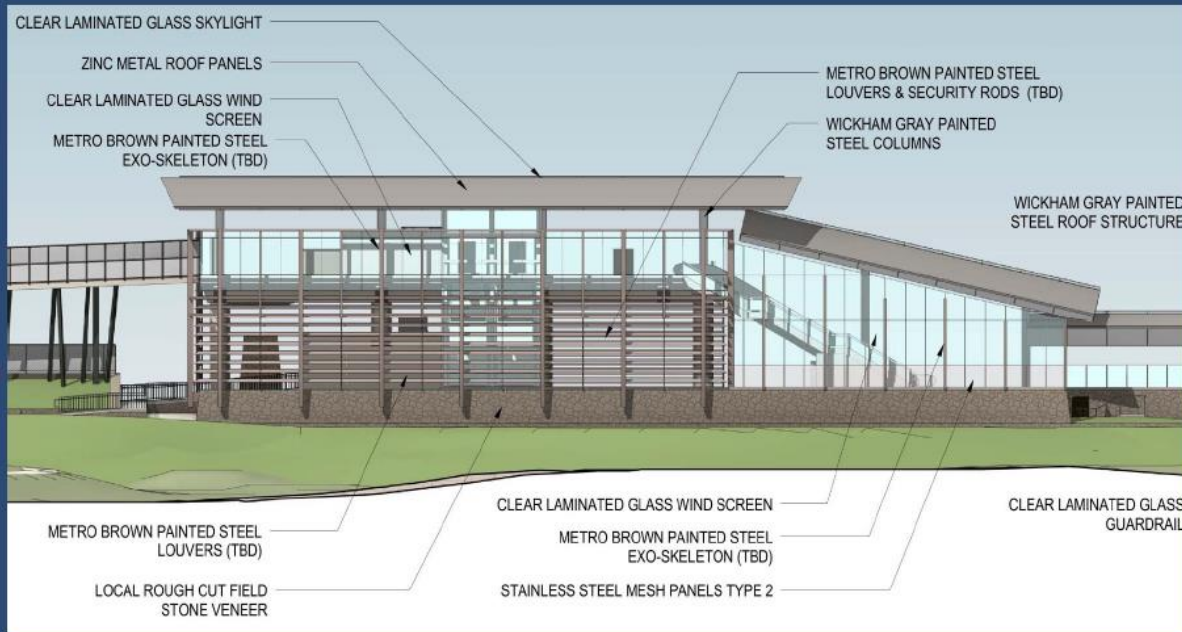 CLEAR LAMINATED GLASS SKYLIGHT
ZINC METAL ROOF PANELS
CLEAR LAMINATED GLASS WIND
SCREEN
METRO BROWN PAINTED STEEL
EXO-SKELETON (TBD)
METRO BROWN PAINTED STEEL
LOUVERS & SECURITY RODS (TBD)
WICKHAM GRAY PAINTED
STEEL COLUMNS
WICKHAM GRAY PAINTED
STEEL ROOF STRUCTURE
METRO BROWN PAINTED STEEL
LOUVERS (TBD)
LOCAL ROUGH CUT FIELD
STONE VENEER
CLEAR LAMINATED GLASS WIND SCREEN
METRO BROWN PAINTED STEEL
EXO-SKELETON (TBD)
STAINLESS STEEL MESH PANELS TYPE 2
CLEAR LAMINATED GLASS
GUARDRAIL